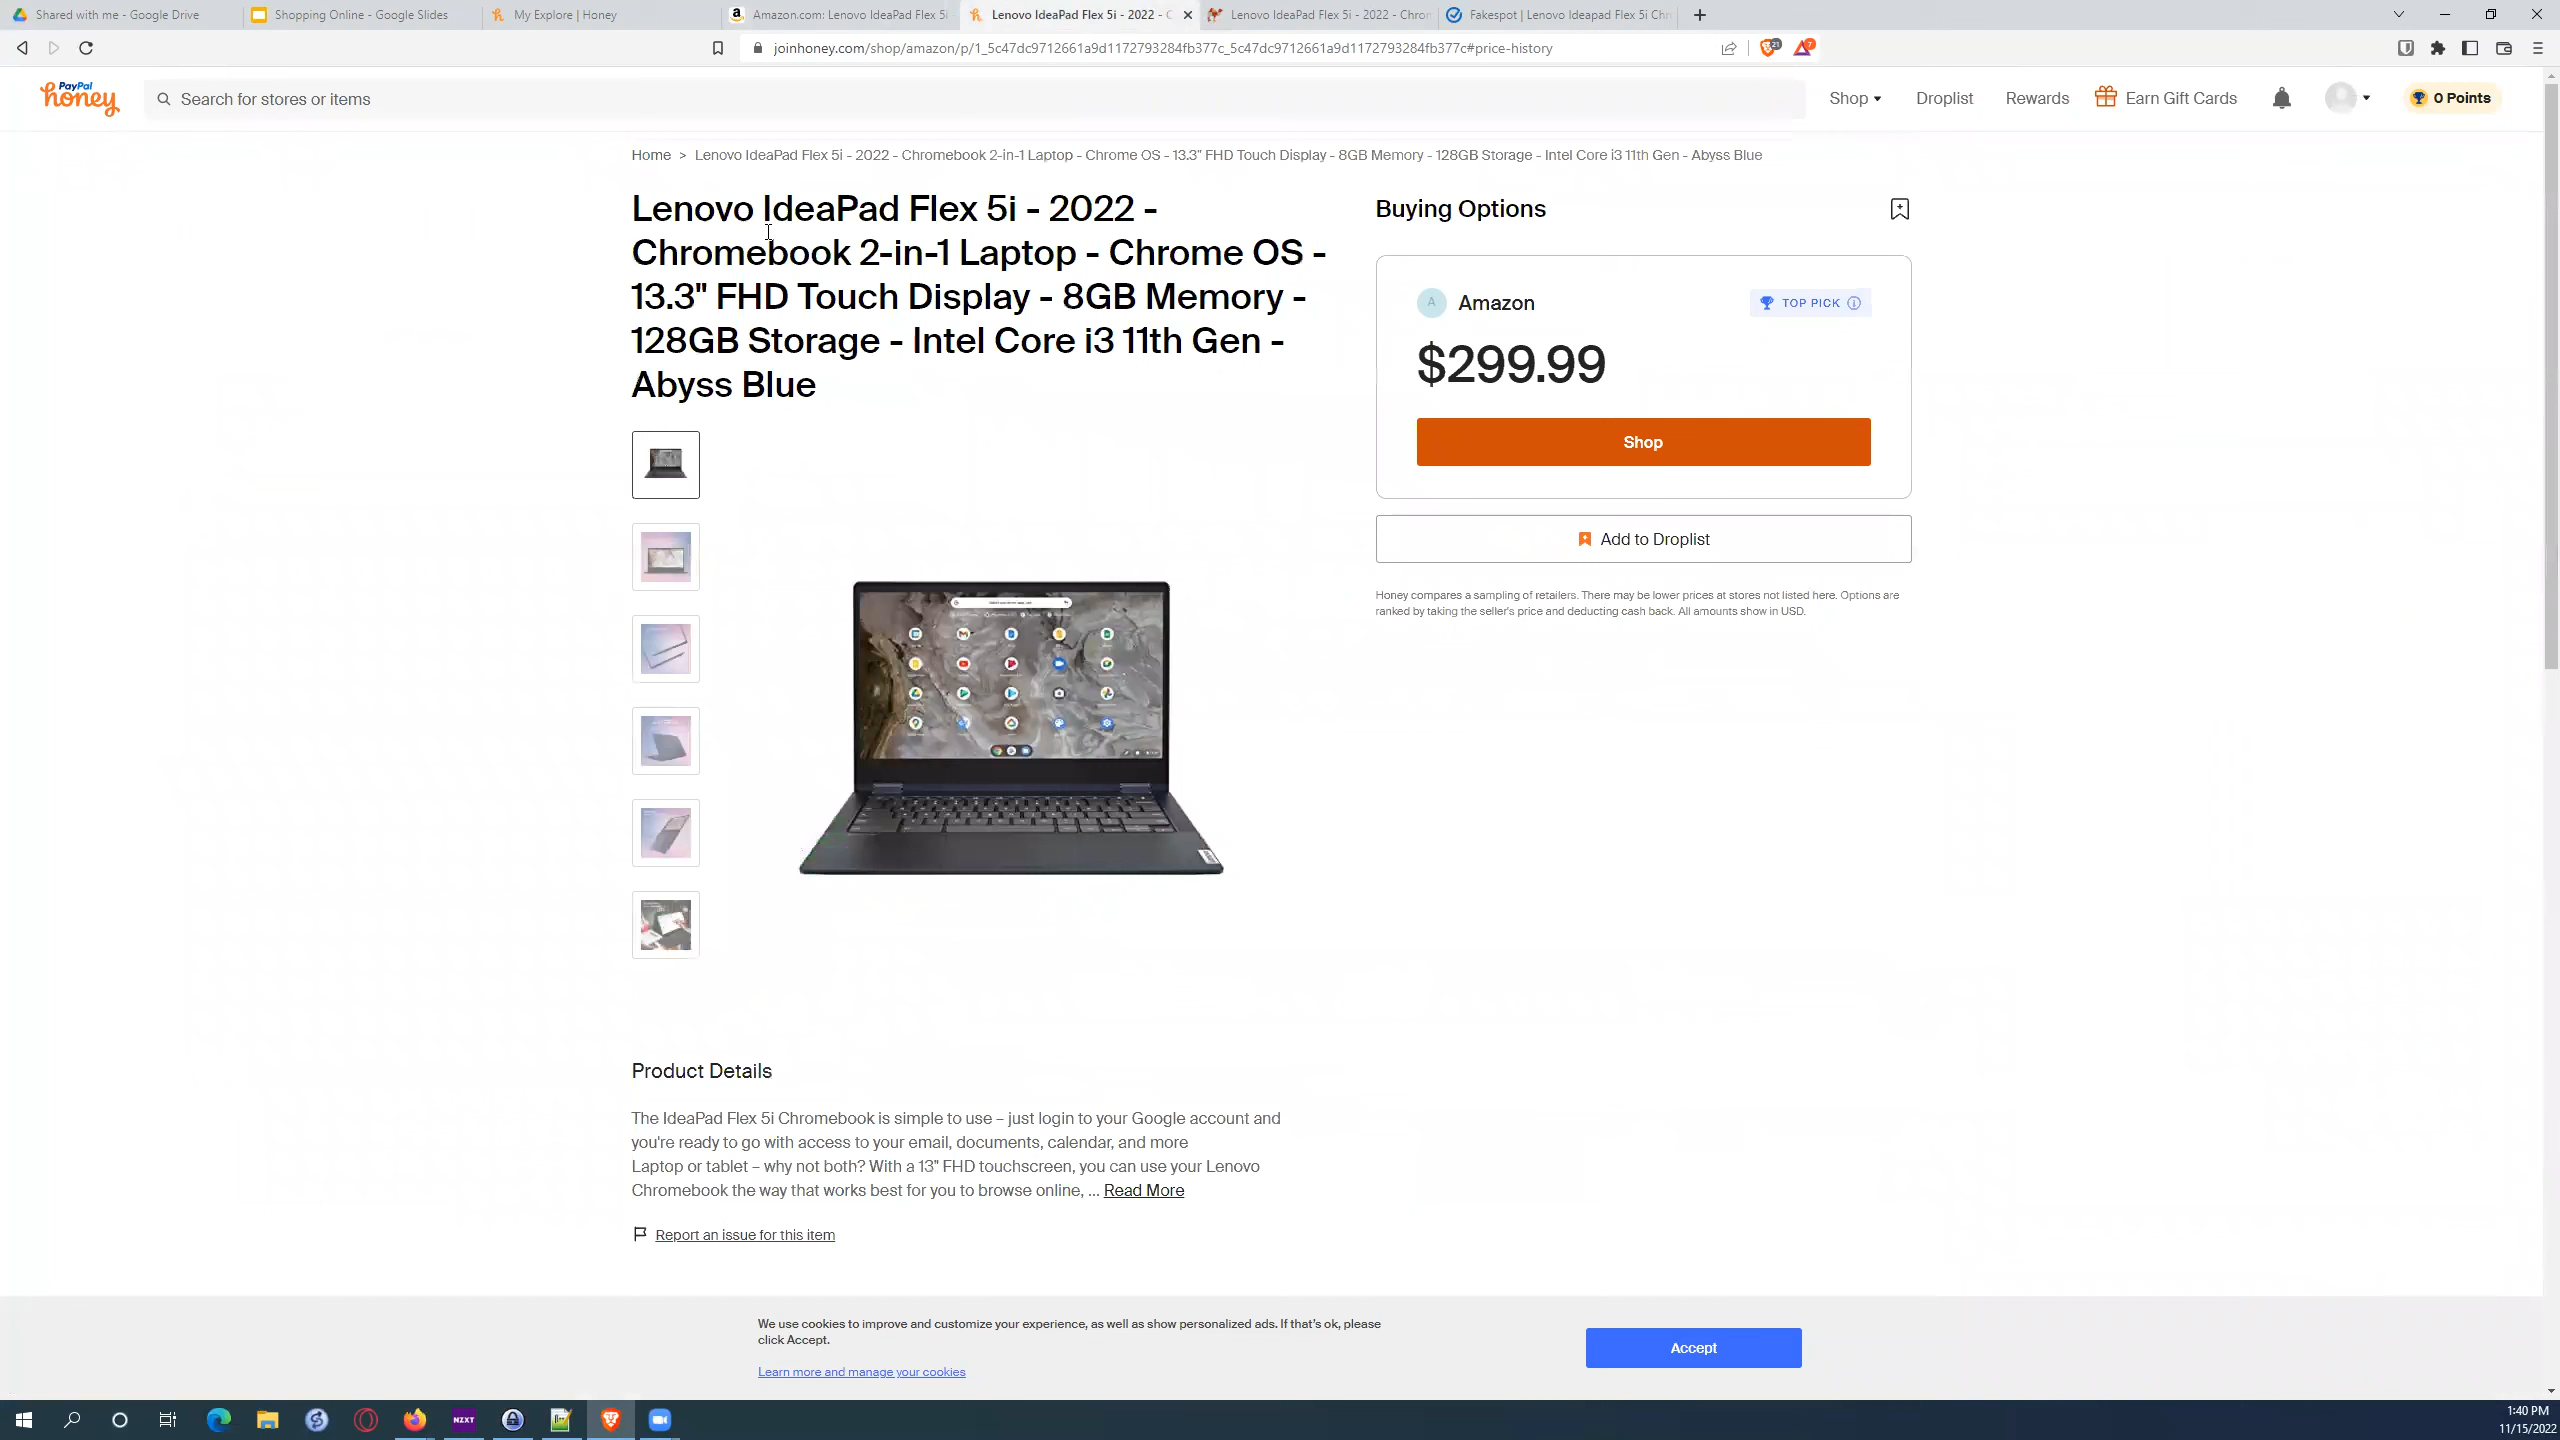 Shared with me - Google Drive
Shopping Online - Google Slides
My Explore | Honey
Amazon.com: Lenovo IdeaPad Flex 5i
Lenovo IdeaPad Flex 5i - 2022 - C
Lenovo IdeaPad Flex 5i - 2022 - Chron
Fakespot | Lenovo Ideapad Flex 5i Chr
joinhoney.com/shop/amazon/p/1_5c47dc9712661a9d1172793284fb377c_5c47dc9712661a9d1172793284fb377c#price-history
21
7
PayPal
honey
Search for stores or items
Shop
Droplist
Rewards
Earn Gift Cards
0 Points
Home > Lenovo IdeaPad Flex 5i - 2022 - Chromebook 2-in-1 Laptop - Chrome OS - 13.3" FHD Touch Display - 8GB Memory - 128GB Storage - Intel Core i3 11th Gen - Abyss Blue
Lenovo IdeaPad Flex 5i - 2022 -
Chromebook 2-in-1 Laptop - Chrome OS -
13.3" FHD Touch Display - 8GB Memory -
128GB Storage - Intel Core i3 11th Gen -
Abyss Blue
Buying Options
A
Amazon
TOP PICK
$299.99
Shop
Add to Droplist
Honey compares a sampling of retailers. There may be lower prices at stores not listed here. Options are
ranked by taking the seller's price and deducting cash back. All amounts show in USD.
Product Details
The IdeaPad Flex 5i Chromebook is simple to use – just login to your Google account and
you're ready to go with access to your email, documents, calendar, and more
Laptop or tablet – why not both? With a 13" FHD touchscreen, you can use your Lenovo
Chromebook the way that works best for you to browse online, ... Read More
Report an issue for this item
We use cookies to improve and customize your experience, as well as show personalized ads. If that's ok, please
click Accept.
Learn more and manage your cookies
Accept
NZXT
1:40 PM
11/15/2022